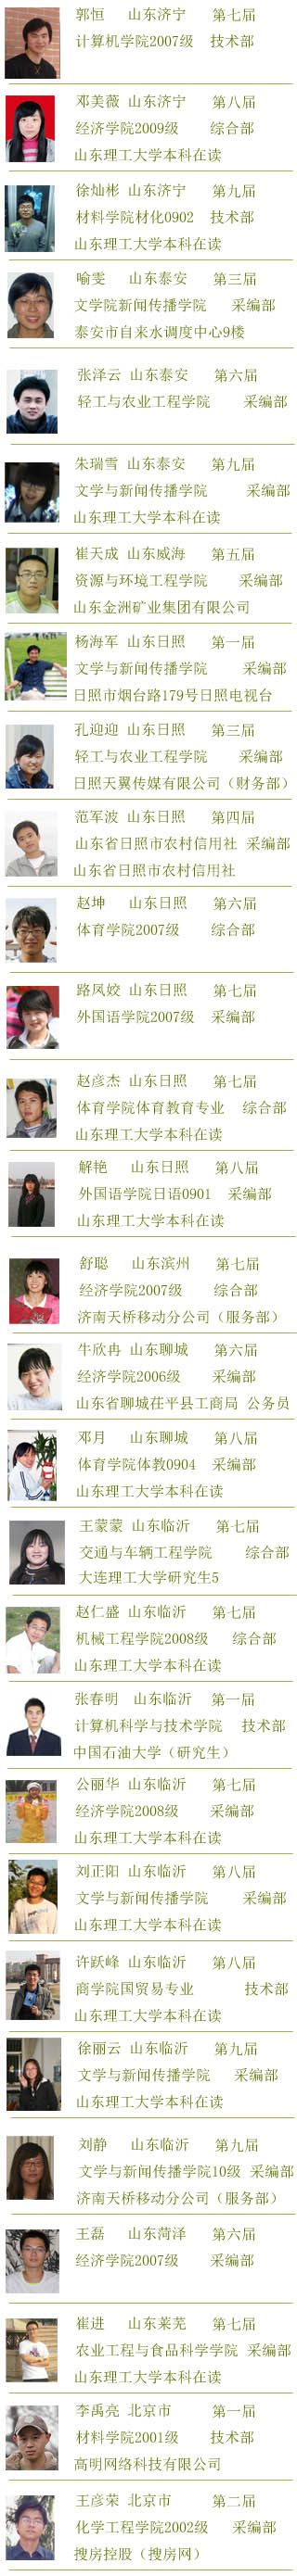 郭恒 山东济宁 第七届
计算机学院2007级 技术部
邓美薇 山东济宁 第八届
经济学院2009级 综合部
山东理工大学本科在读
徐灿彬 山东济宁 第九届
材料学院材化0902 技术部
山东理工大学本科在读
喻雯 山东泰安 第三届
文学院新闻传播学院 采编部
泰安市自来水调度中心9楼
张泽云 山东泰安 第六届
轻工与农业工程学院 采编部
朱瑞雪 山东泰安 第九届
文学与新闻传播学院 采编部
山东理工大学本科在读
崔天成 山东威海 第五届
资源与环境工程学院 采编部
山东金洲矿业集团有限公司
杨海军 山东日照 第一届
文学与新闻传播学院 采编部
日照市烟台路179号日照电视台
孔迎迎 山东日照 第三届
轻工与农业工程学院 采编部
日照天翼传媒有限公司（财务部）
范军波 山东日照 第四届
山东省日照市农村信用社 采编部
山东省日照市农村信用社
赵坤 山东日照 第六届
体育学院2007级 综合部
路凤姣 山东日照 第七届
外国语学院2007级 采编部
赵彦杰 山东日照 第七届
体育学院体育教育专业 综合部
山东理工大学本科在读
解艳 山东日照 第八届
外国语学院日语0901 采编部
山东理工大学本科在读
舒聪 山东滨州 第七届
经济学院2007级 综合部
济南天桥移动分公司（服务部）
牛欣冉 山东聊城 第六届
经济学院2006级 采编部
山东省聊城茌平县工商局 公务员
邓月 山东聊城 第八届
体育学院体教0904 采编部
山东理工大学本科在读
王蒙蒙 山东临沂 第七届
交通与车辆工程学院 综合部
大连理工大学研究生5
赵仁盛 山东临沂 第七届
机械工程学院2008级 综合部
山东理工大学本科在读
张春明 山东临沂 第一届
计算机科学与技术学院 技术部
中国石油大学（研究生）
公丽华 山东临沂 第七届
经济学院2008级 采编部
山东理工大学本科在读
刘正阳 山东临沂 第八届
文学与新闻传播学院 采编部
山东理工大学本科在读
许跃峰 山东临沂 第八届
商学院国贸易专业 技术部
山东理工大学本科在读
徐丽云 山东临沂 第九届
文学与新闻传播学院 采编部
山东理工大学本科在读
刘静 山东临沂 第九届
文学与新闻传播学院10级 采编部
济南天桥移动分公司（服务部）
王磊 山东菏泽 第六届
经济学院2007级 采编部
崔进 山东莱芜 第七届
农业工程与食品科学学院 采编部
山东理工大学本科在读
李禹亮 北京市 第一届
材料学院2001级 技术部
高明网络科技有限公司
王彦荣 北京市 第二届
化学工程学院2002级 采编部
搜房控股（搜房网）